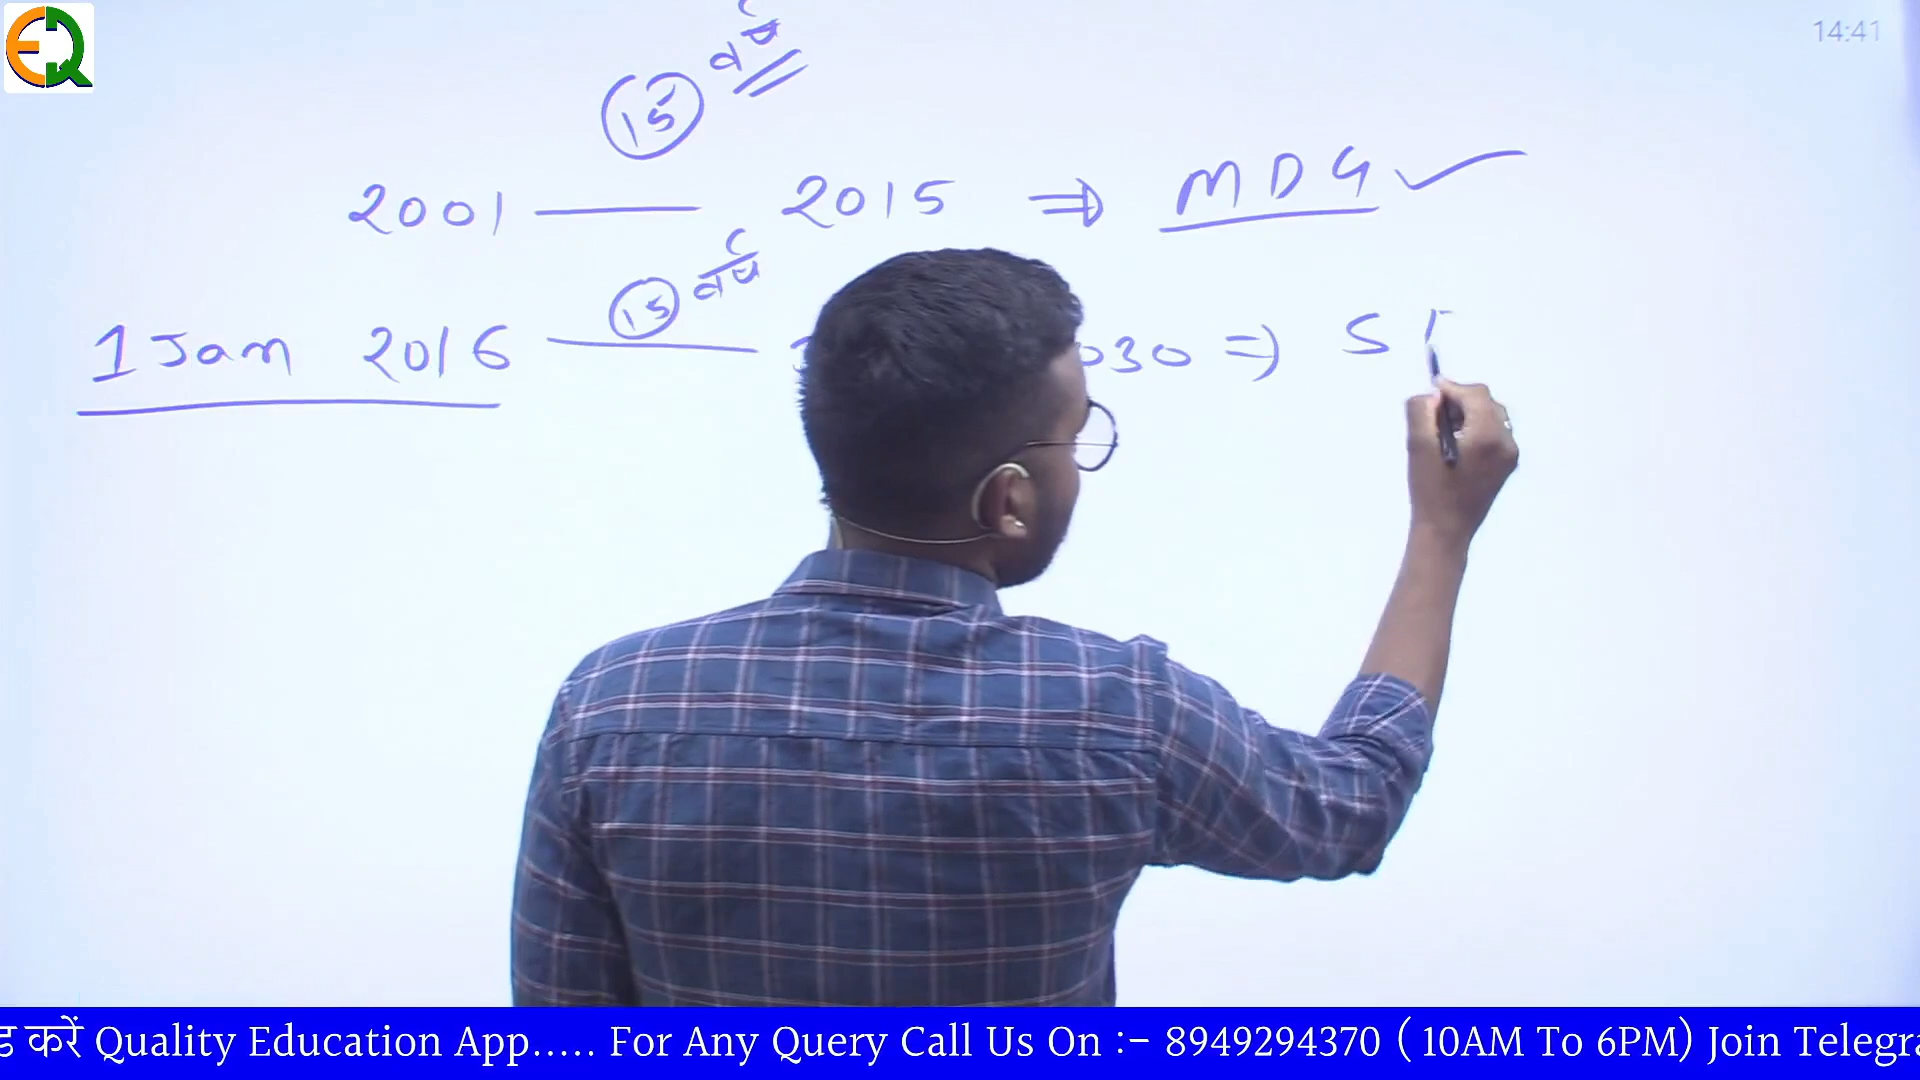 EQ
14:41
15 वर्ष
2001 — 2015 ⇒ MDG ✓
15 वर्ष
1 Jan 2016 — 030 ⇒ S
ड करें Quality Education App..... For Any Query Call Us On :- 8949294370 ( 10AM To 6PM) Join Telegra